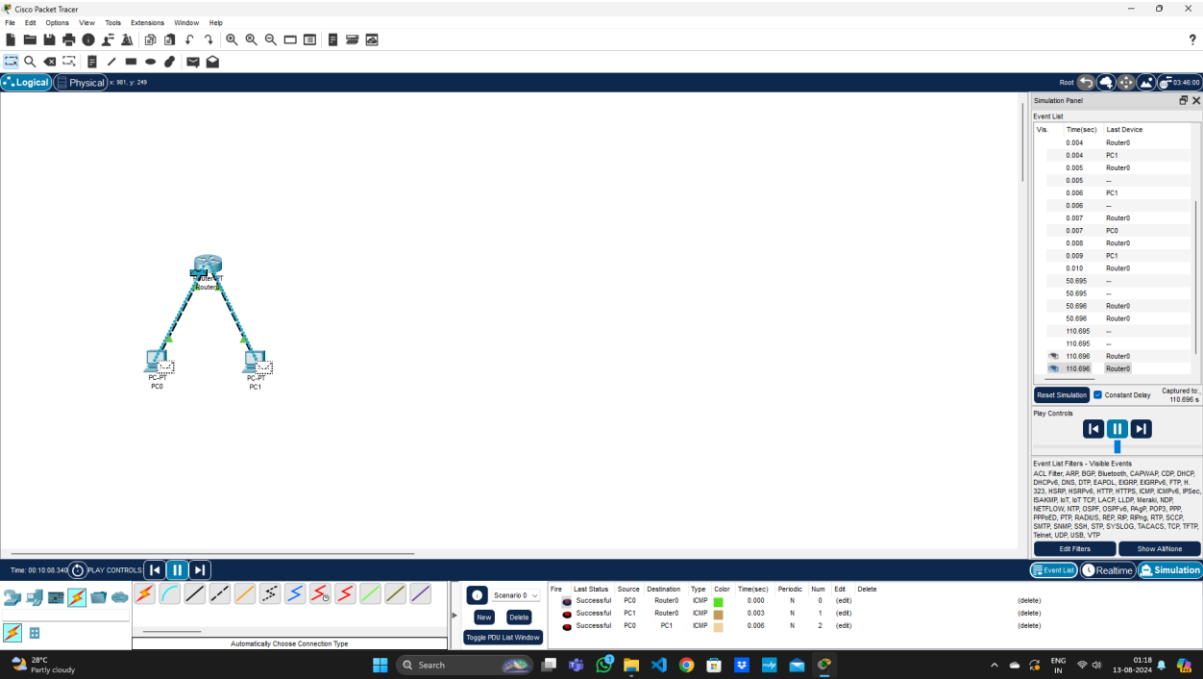 Cisco Packet Tracer
File Edit Options View Tools Extensions Window Help
?
Logical Physical x: 981, y: 249
Root 03:46:00
Simulation Panel
Event List
Vis. Time(sec) Last Device
0.004 Router0
0.004 PC1
0.005 Router0
0.005 --
0.006 PC1
0.006 --
0.007 Router0
0.007 PC0
0.008 Router0
0.009 PC1
0.010 Router0
50.695 --
50.695 --
50.696 Router0
50.696 Router0
110.695 --
110.695 --
110.696 Router0
110.696 Router0
Router-PT
Router0
PC-PT
PC0
PC-PT
PC1
Reset Simulation Constant Delay Captured to:
110.696 s
Play Controls
Event List Filters - Visible Events
ACL Filter, ARP, BGP, Bluetooth, CAPWAP, CDP, DHCP,
DHCPv6, DNS, DTP, EAPOL, EIGRP, EIGRPv6, FTP, H.
323, HSRP, HSRPv6, HTTP, HTTPS, ICMP, ICMPv6, IPSec,
ISAKMP, IoT, IoT TCP, LACP, LLDP, Meraki, NDP,
NETFLOW, NTP, OSPF, OSPFv6, PAgP, POP3, PPP,
PPPoED, PTP, RADIUS, REP, RIP, RIPng, RTP, SCCP,
SMTP, SNMP, SSH, STP, SYSLOG, TACACS, TCP, TFTP,
Telnet, UDP, USB, VTP
Edit Filters Show All/None
Time: 00:10:08.340 PLAY CONTROLS:
Event List Realtime Simulation
Scenario 0
New Delete
Toggle PDU List Window
Fire Last Status Source Destination Type Color Time(sec) Periodic Num Edit Delete
Successful PC0 Router0 ICMP 0.000 N 0 (edit) (delete)
Successful PC1 Router0 ICMP 0.003 N 1 (edit) (delete)
Successful PC0 PC1 ICMP 0.006 N 2 (edit) (delete)
Automatically Choose Connection Type
28°C
Partly cloudy
Search
ENG
IN
01:18
13-08-2024